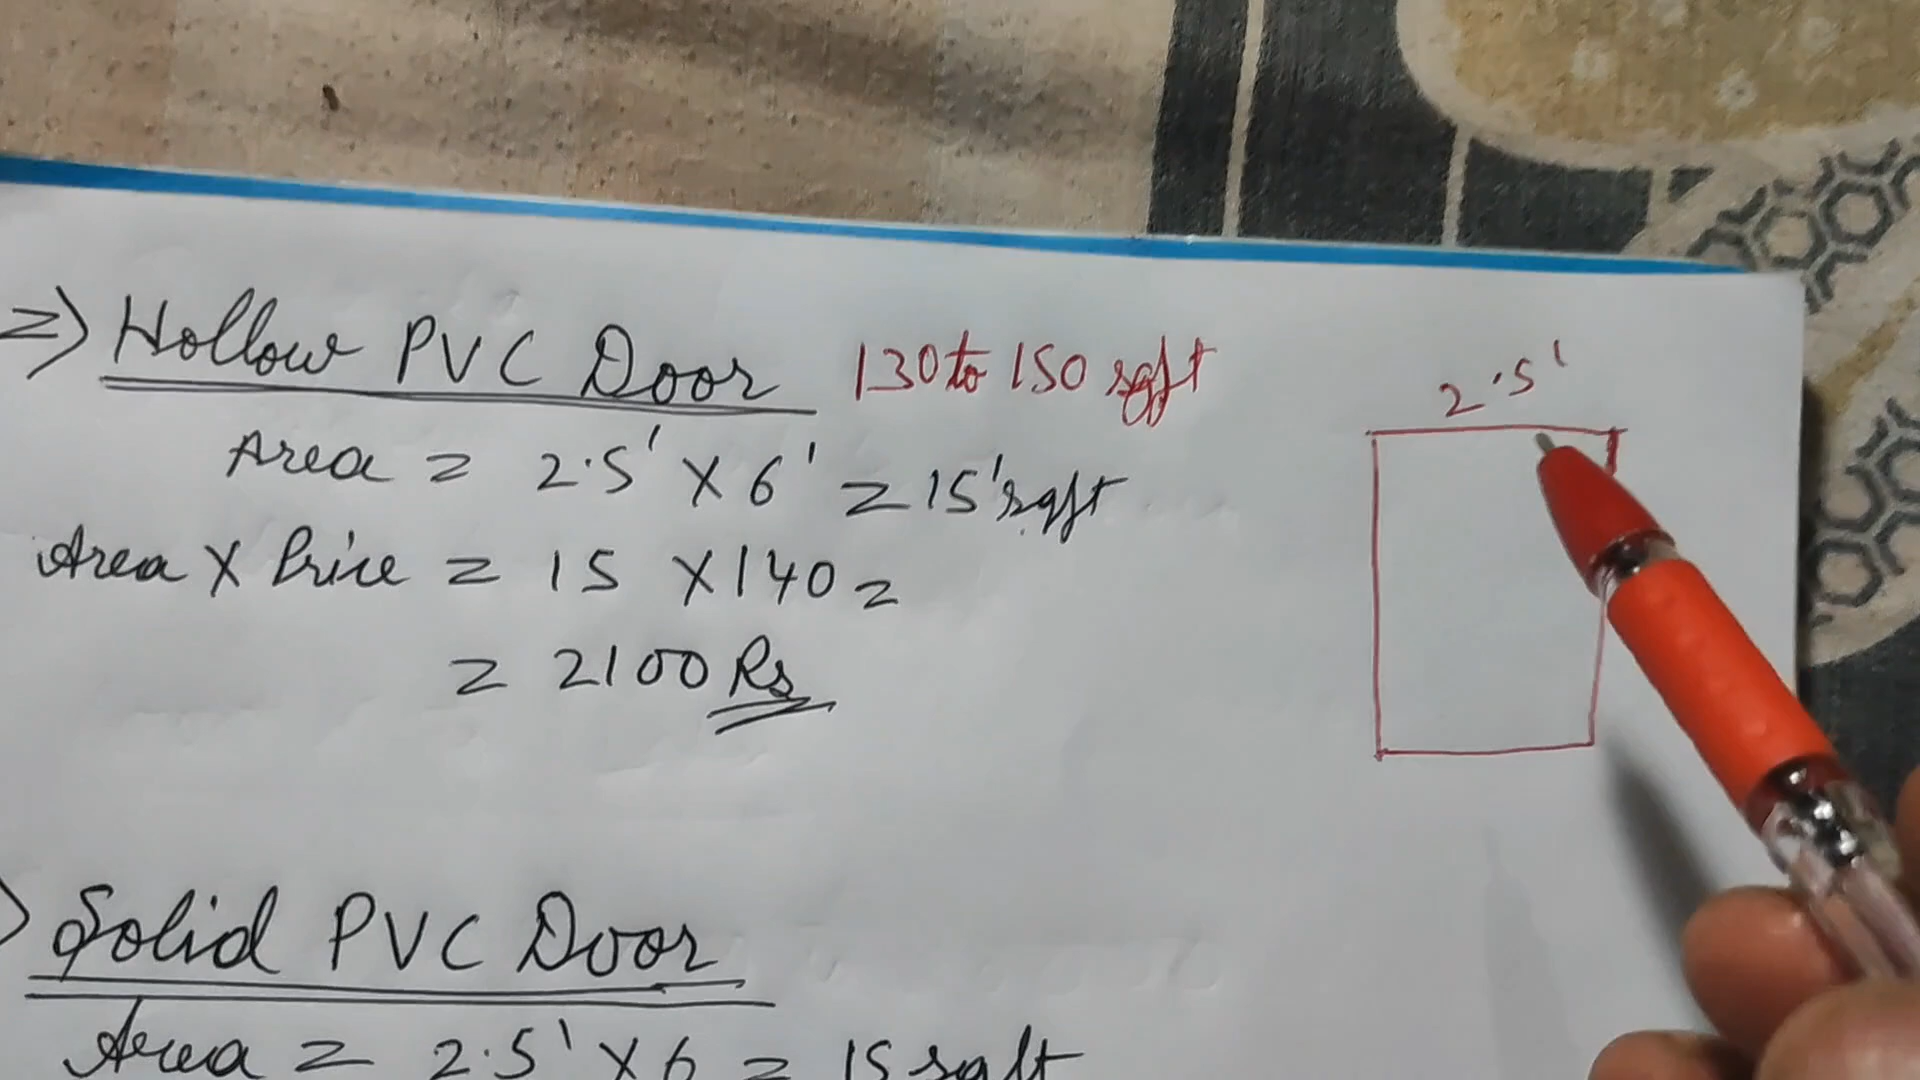 => Hollow PVC Door 130 to 150 sqft
2.5'
Area = 2.5' X 6' = 15' sqft
Area X Price = 15 X 140 =
= 2100 Rs
Solid PVC Door
Area = 2.5' X 6 = 15 sqft